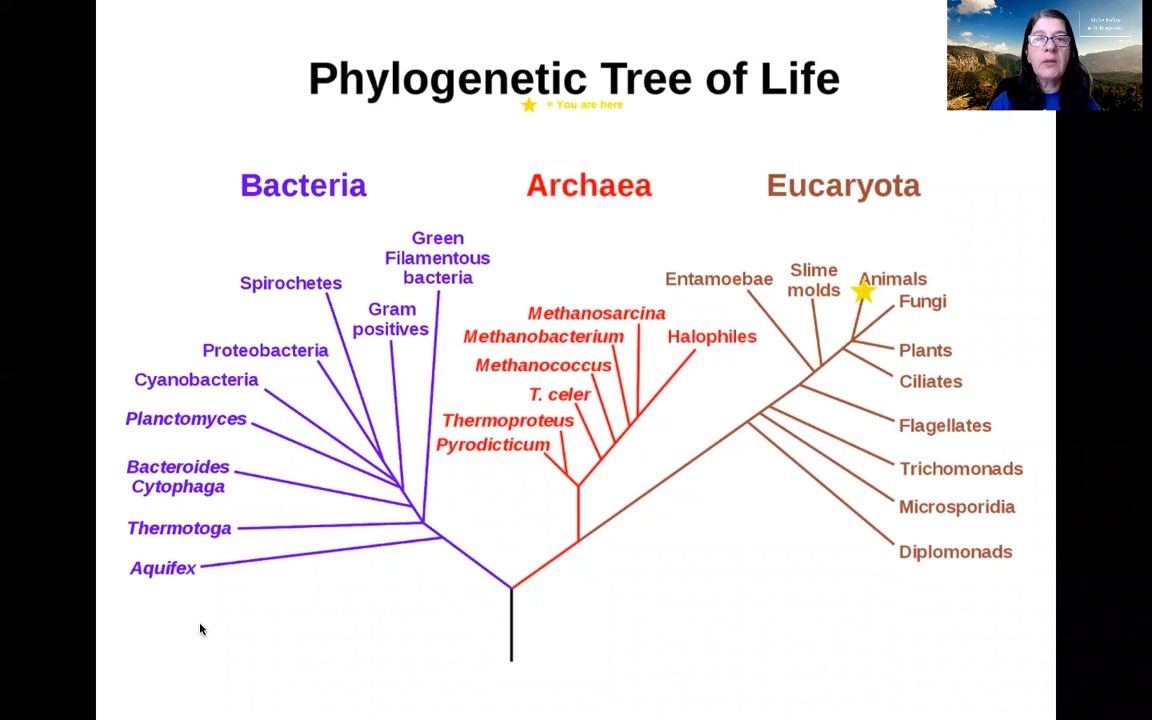 Phylogenetic Tree of Life
= You are here
Bacteria
Archaea
Eucaryota
Green
Filamentous
bacteria
Spirochetes
Gram
positives
Proteobacteria
Cyanobacteria
Planctomyces
Bacteroides
Cytophaga
Thermotoga
Aquifex
Methanosarcina
Methanobacterium
Halophiles
Methanococcus
T. celer
Thermoproteus
Pyrodicticum
Entamoebae
Slime
molds
Animals
Fungi
Plants
Ciliates
Flagellates
Trichomonads
Microsporidia
Diplomonads